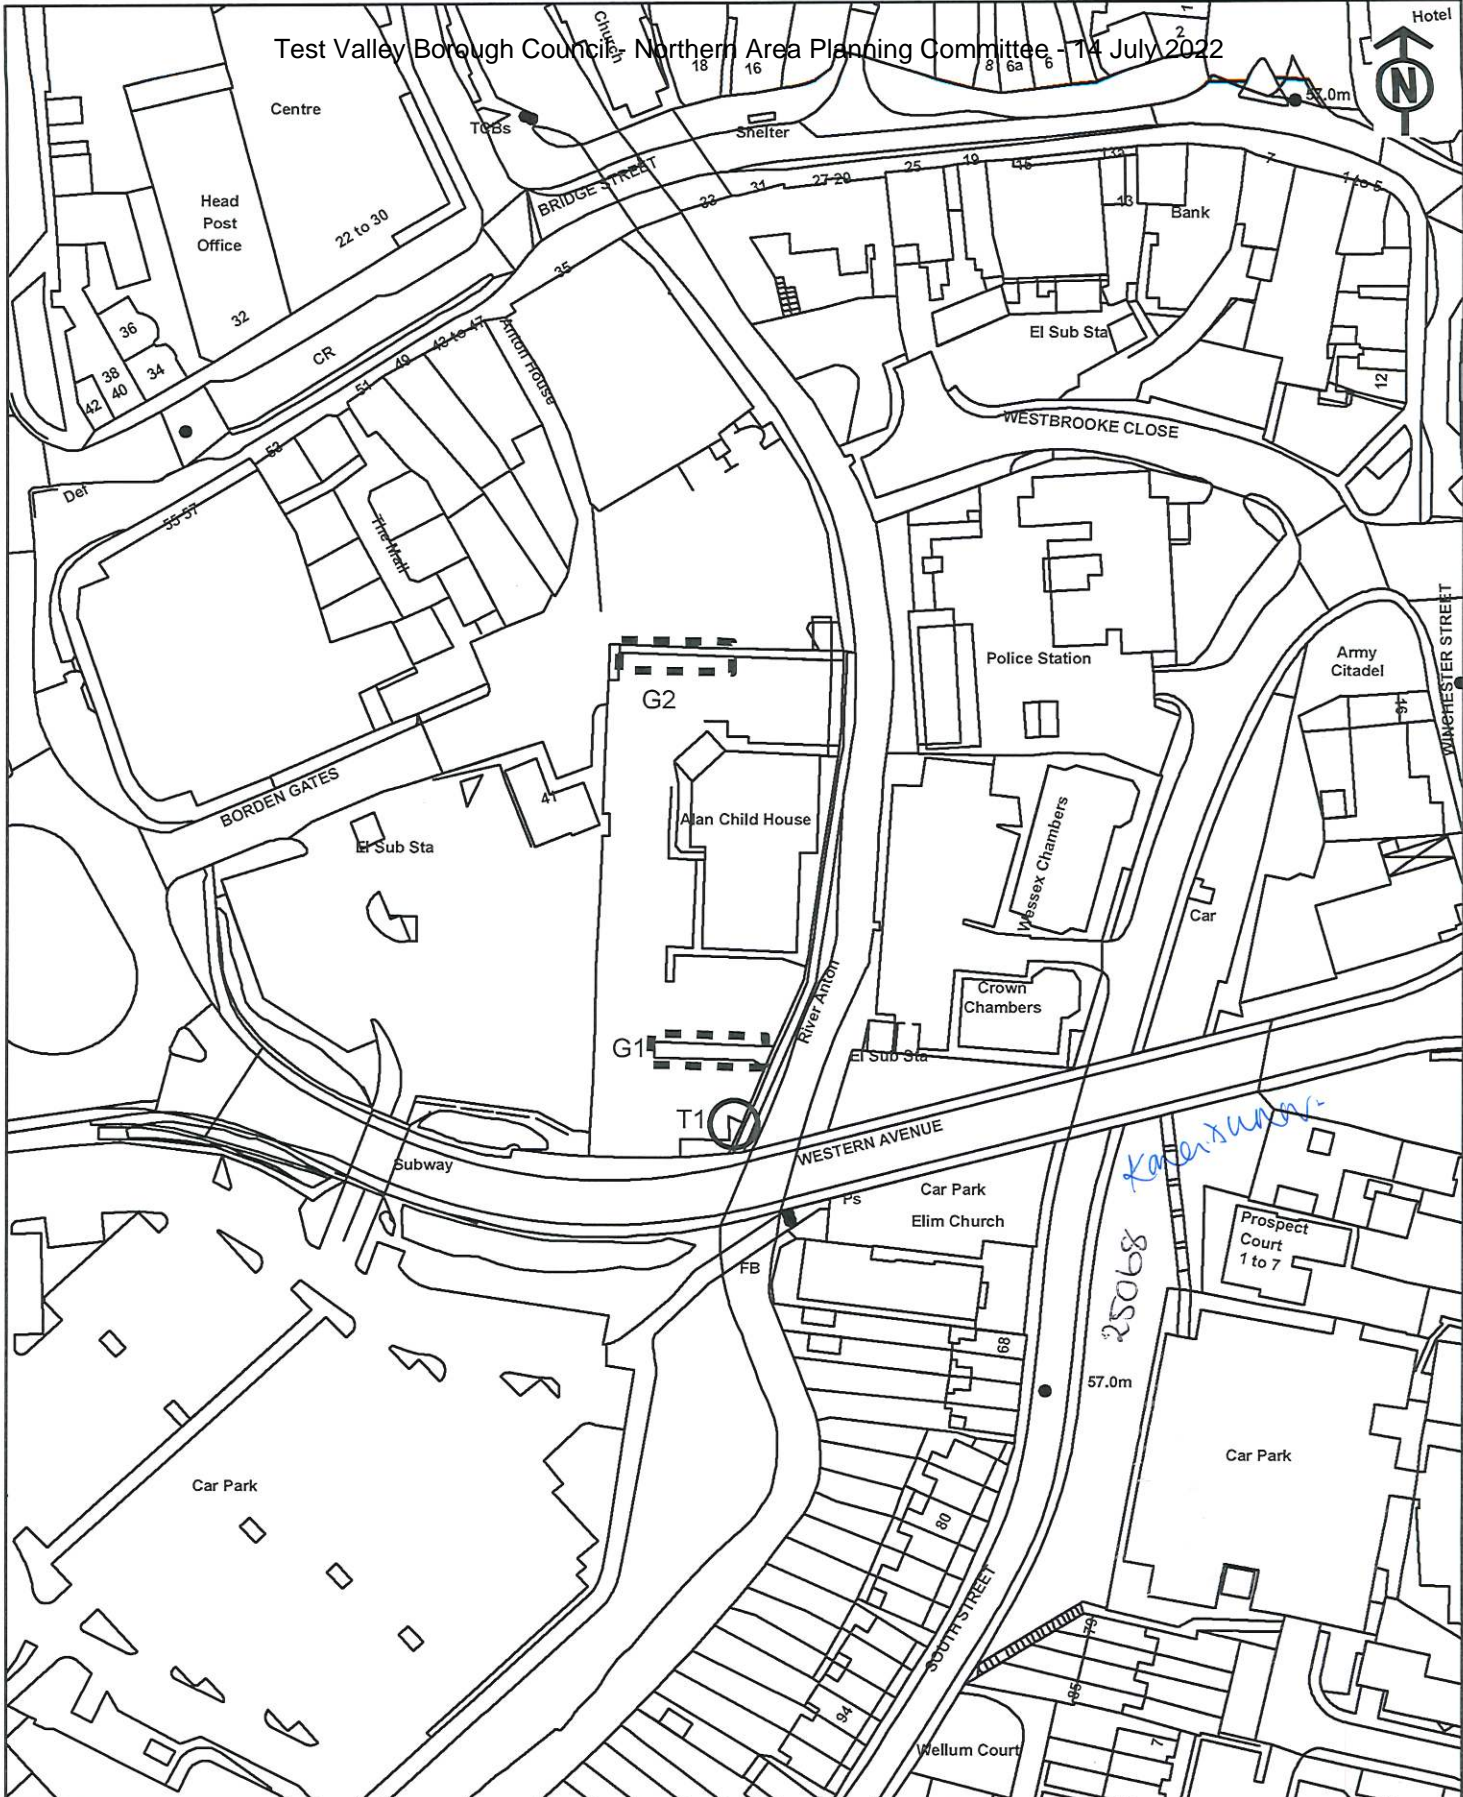 Test Valley Borough Council - Northern Area Planning Committee - 14 July 2022
Hotel
N
Church
18
16
8
6a
6
2
1
57.0m
Centre
TCBs
Shelter
BRIDGE STREET
33
31
27-29
25
19
15
13a
13
7
1 to 5
Bank
Head
Post
Office
22 to 30
32
35
36
38
40
34
42
CR
43 to 47
49
51
53
Anton House
El Sub Sta
12
WESTBROOKE CLOSE
Def
55-57
The Mall
WINCHESTER STREET
Police Station
Army
Citadel
46
G2
BORDEN GATES
41
El Sub Sta
Alan Child House
Wessex Chambers
Car
River Anton
Crown
Chambers
El Sub Sta
G1
T1
WESTERN AVENUE
Subway
Ps
Car Park
Elim Church
FB
25068
Prospect
Court
1 to 7
68
57.0m
Car Park
Car Park
80
SOUTH STREET
79
85
94
7
Wellum Court